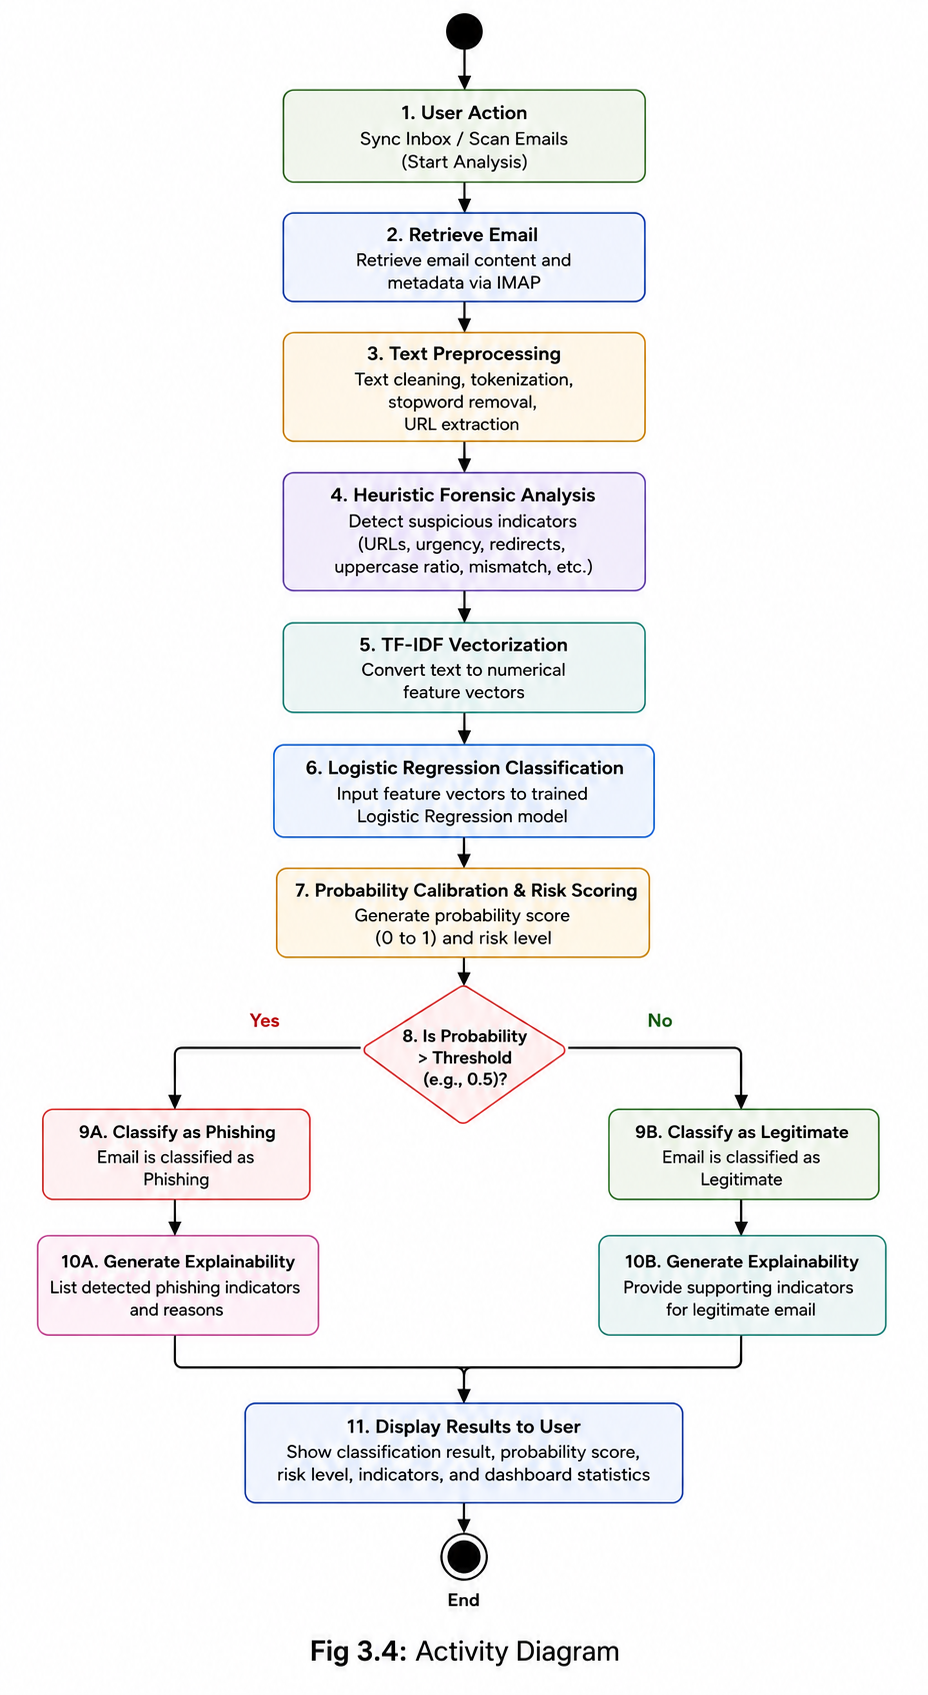 1. User Action
Sync Inbox / Scan Emails
(Start Analysis)
2. Retrieve Email
Retrieve email content and
metadata via IMAP
3. Text Preprocessing
Text cleaning, tokenization,
stopword removal,
URL extraction
4. Heuristic Forensic Analysis
Detect suspicious indicators
(URLs, urgency, redirects,
uppercase ratio, mismatch, etc.)
5. TF-IDF Vectorization
Convert text to numerical
feature vectors
6. Logistic Regression Classification
Input feature vectors to trained
Logistic Regression model
7. Probability Calibration & Risk Scoring
Generate probability score
(0 to 1) and risk level
8. Is Probability
> Threshold
(e.g., 0.5)?
Yes
No
9A. Classify as Phishing
Email is classified as
Phishing
9B. Classify as Legitimate
Email is classified as
Legitimate
10A. Generate Explainability
List detected phishing indicators
and reasons
10B. Generate Explainability
Provide supporting indicators
for legitimate email
11. Display Results to User
Show classification result, probability score,
risk level, indicators, and dashboard statistics
End
Fig 3.4: Activity Diagram